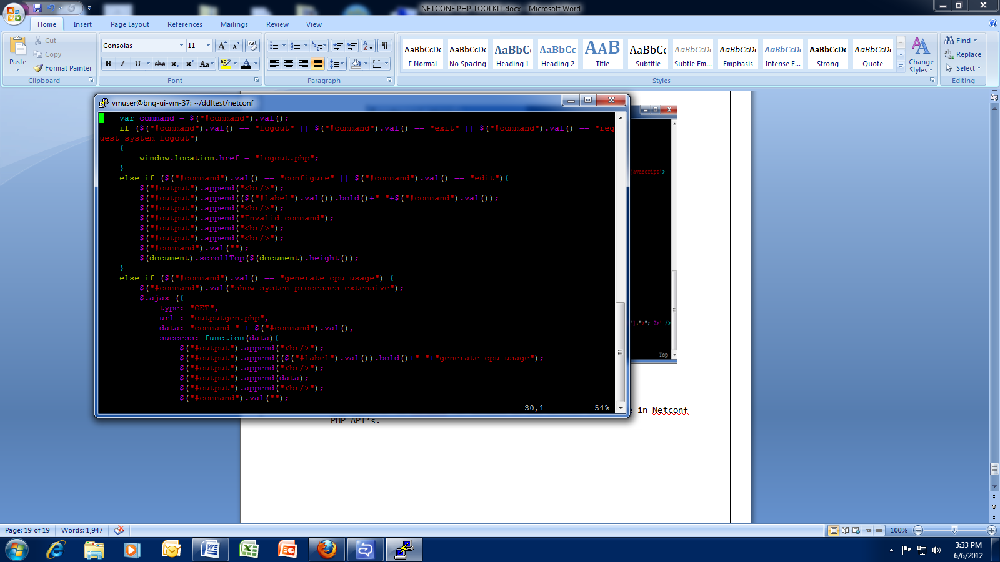 NETCONF PHP TOOLKIT.docx - Microsoft Word
Home Insert Page Layout References Mailings Review View
Paste Cut Copy Format Painter
Clipboard
Consolas 11
Font
Paragraph
AaBbCcDc AaBbCcDc AaBbCc AaBbCc AaB AaBbCc AaBbCcDc AaBbCcDc AaBbCcDc AaBbCcDc AaBbCcDc
¶ Normal No Spacing Heading 1 Heading 2 Title Subtitle Subtle Em... Emphasis Intense E... Strong Quote
Change Styles
Styles
Find
Replace
Select
Editing
vmuser@bng-ui-vm-37: ~/ddltest/netconf
var command = $("#command").val();
if ($("#command").val() == "logout" || $("#command").val() == "exit" || $("#command").val() == "req
uest system logout")
{
window.location.href = "logout.php";
}
else if ($("#command").val() == "configure" || $("#command").val() == "edit"){
$("#output").append("<br/>");
$("#output").append(($("#label").val()).bold()+" "+$("#command").val());
$("#output").append("<br/>");
$("#output").append("Invalid command");
$("#output").append("<br/>");
$("#output").append("<br/>");
$("#command").val("");
$(document).scrollTop($(document).height());
}
else if ($("#command").val() == "generate cpu usage") {
$("#command").val("show system processes extensive");
$.ajax ({
type: "GET",
url : "outputgen.php",
data: "command=" + $("#command").val(),
success: function(data){
$("#output").append("<br/>");
$("#output").append(($("#label").val()).bold()+" "+"generate cpu usage");
$("#output").append("<br/>");
$("#output").append(data);
$("#output").append("<br/>");
$("#command").val("");
30,1 54%
avascript'>
"]."/"; ?>' />
Top
e in Netconf
PHP API's.
Page: 19 of 19 Words: 1,947
100%
3:33 PM
6/6/2012